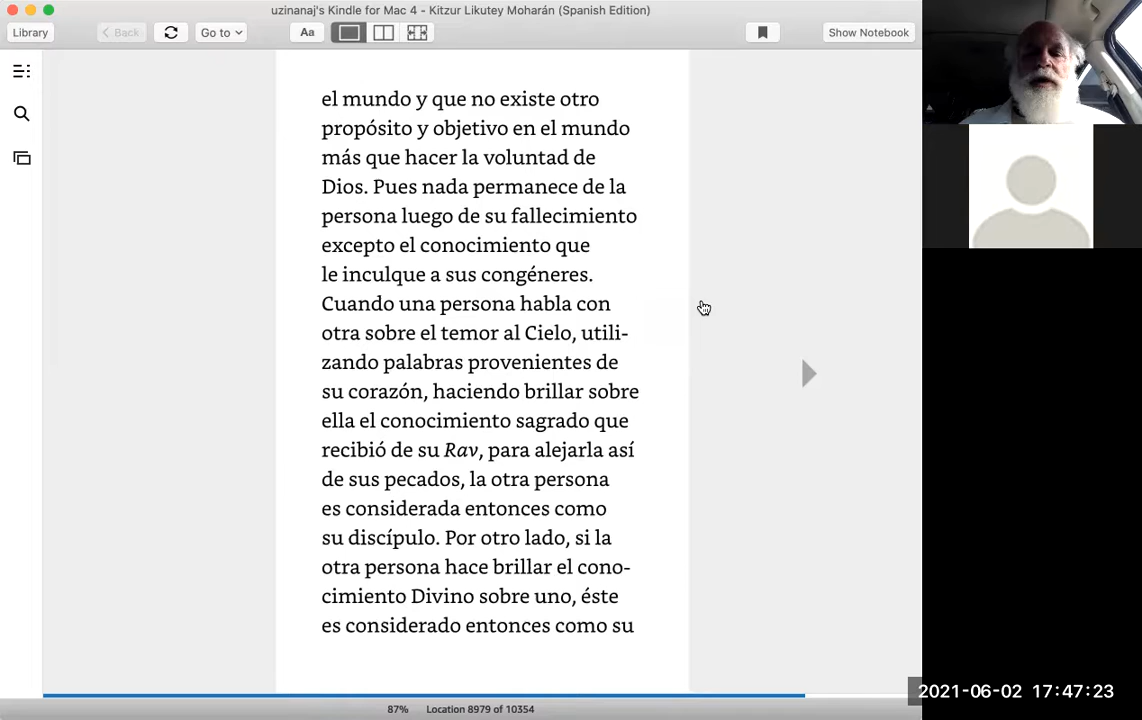 uzinanaj's Kindle for Mac 4 - Kitzur Likutey Moharán (Spanish Edition)
Library
Back
Go to
Aa
Show Notebook
el mundo y que no existe otro
propósito y objetivo en el mundo
más que hacer la voluntad de
Dios. Pues nada permanece de la
persona luego de su fallecimiento
excepto el conocimiento que
le inculque a sus congéneres.
Cuando una persona habla con
otra sobre el temor al Cielo, utili-
zando palabras provenientes de
su corazón, haciendo brillar sobre
ella el conocimiento sagrado que
recibió de su Rav, para alejarla así
de sus pecados, la otra persona
es considerada entonces como
su discípulo. Por otro lado, si la
otra persona hace brillar el cono-
cimiento Divino sobre uno, éste
es considerado entonces como su
87% Location 8979 of 10354
2021-06-02 17:47:23